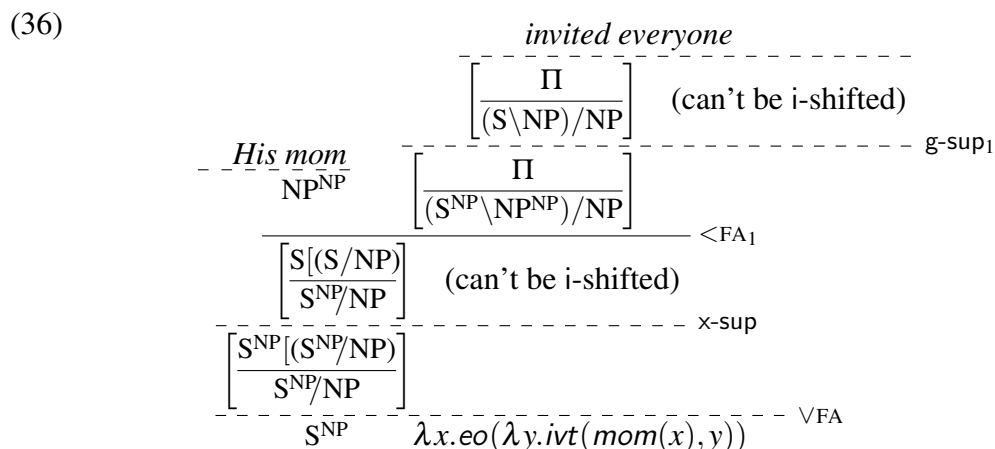 (36)
invited everyone
[Π / (S\NP)/NP] (can't be i-shifted)
g-sup₁
His mom
NP^NP [Π / (S^NP\NP^NP)/NP]
<FA₁
[S[(S/NP) / S^NP/NP] (can't be i-shifted)
x-sup
[S^NP[(S^NP/NP) / S^NP/NP]
∨FA
S^NP λx.eo(λy.ivt(mom(x),y))